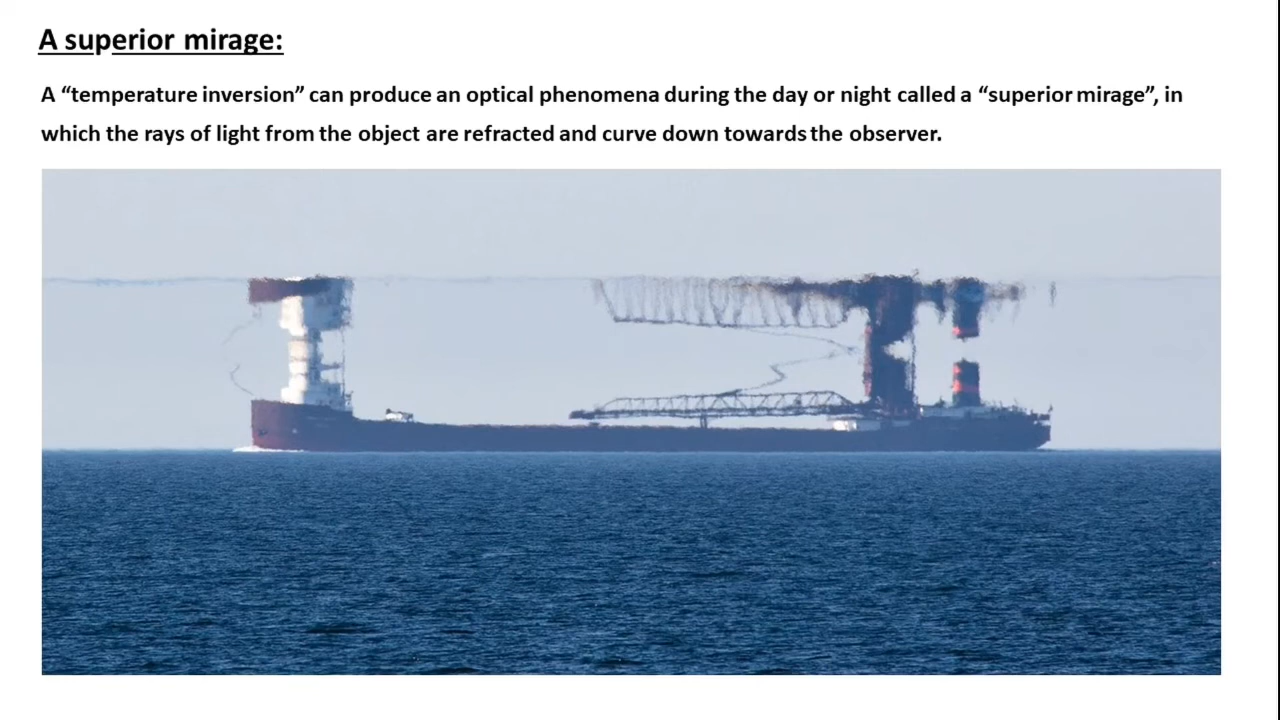 A superior mirage:
A “temperature inversion” can produce an optical phenomena during the day or night called a “superior mirage”, in
which the rays of light from the object are refracted and curve down towards the observer.